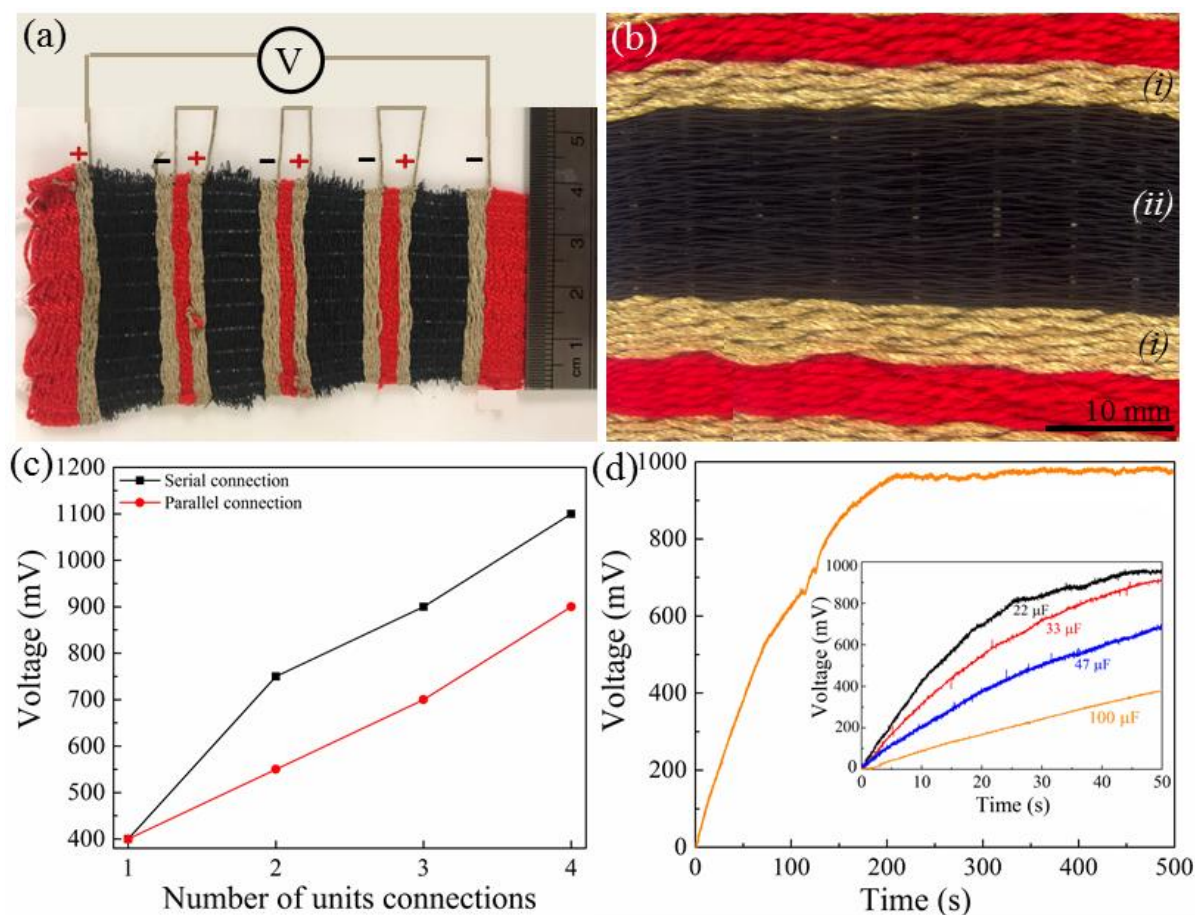 (a)
V
+ − + − + − + −
5
4
3
2
1
cm
(b)
(i)
(ii)
(i)
10 mm
(c)
1200
1100
1000
900
800
700
600
500
400
Voltage (mV)
Serial connection
Parallel connection
1 2 3 4
Number of units connections
(d)
1000
800
600
400
200
0
Voltage (mV)
0 100 200 300 400 500
Time (s)
1000
800
600
400
200
0
Voltage (mV)
22 µF
33 µF
47 µF
100 µF
0 10 20 30 40 50
Time (s)